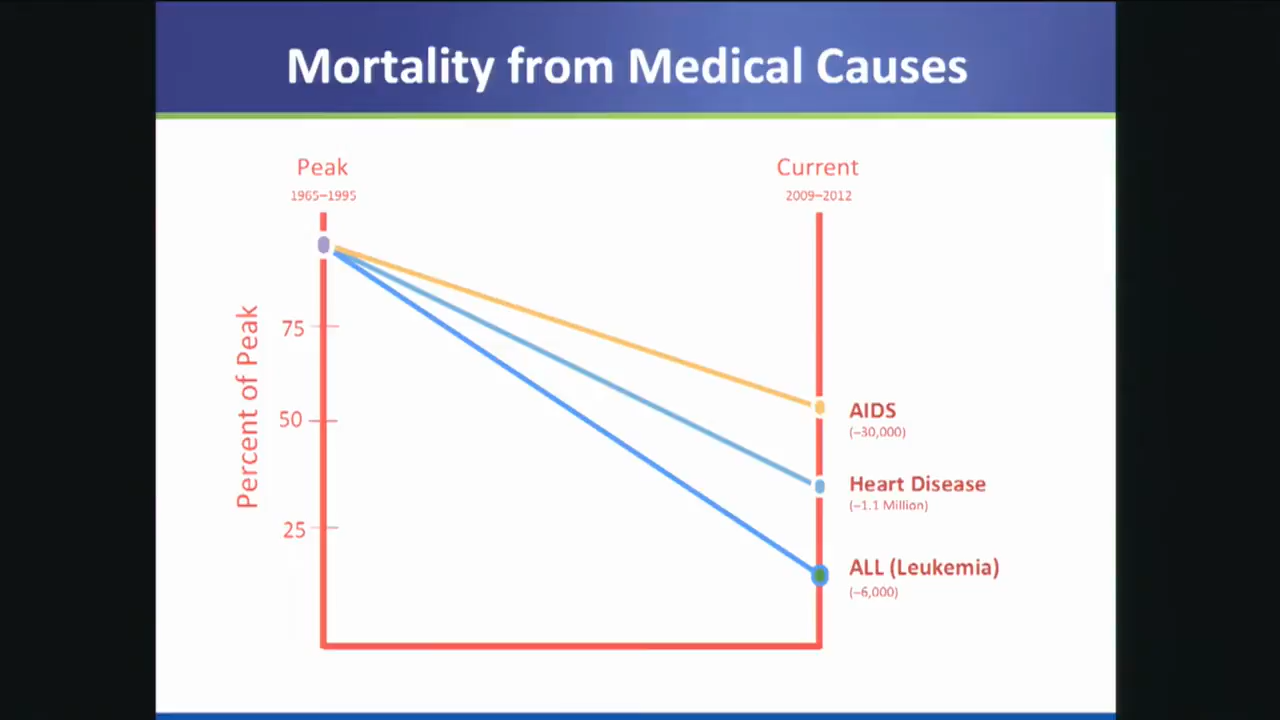 Mortality from Medical Causes
Peak
1965–1995
Current
2009–2012
Percent of Peak
75
50
25
AIDS
(–30,000)
Heart Disease
(–1.1 Million)
ALL (Leukemia)
(–6,000)